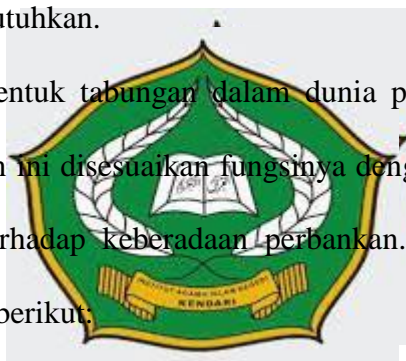 utuhkan.
entuk tabungan dalam dunia p
n ini disesuaikan fungsinya deng
rhadap keberadaan perbankan.
berikut:
INSTITUT AGAMA ISLAM NEGERI
KENDARI